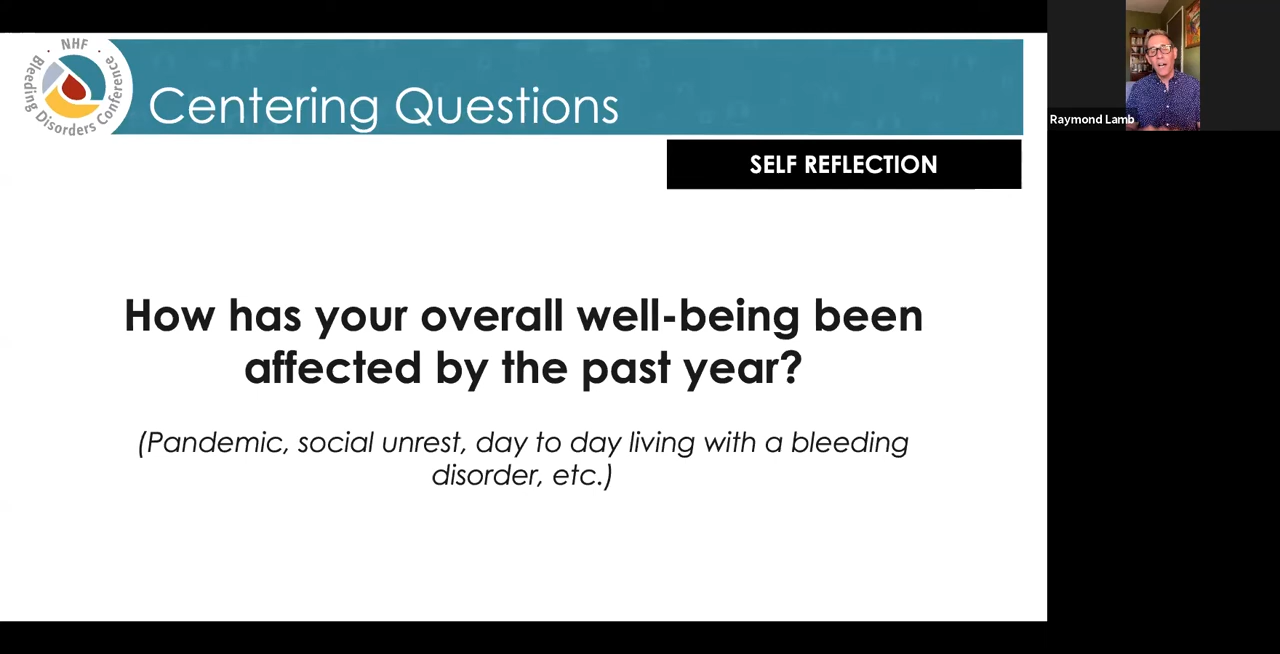 NHF
Bleeding Disorders Conference
Centering Questions
SELF REFLECTION
How has your overall well-being been
affected by the past year?
(Pandemic, social unrest, day to day living with a bleeding
disorder, etc.)
Raymond Lamb